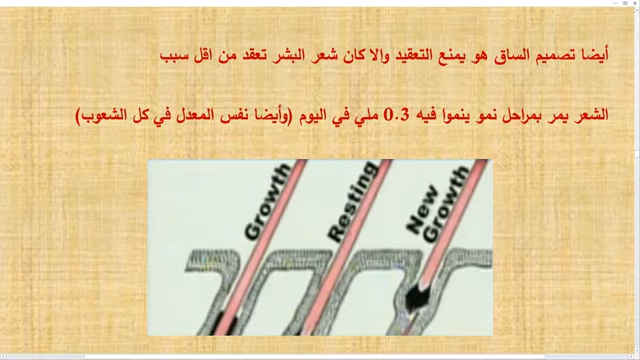 أيضا تصميم الساق هو يمنع التعقيد والا كان شعر البشر تعقد من اقل سبب
الشعر يمر بمراحل نمو ينموا فيه 0.3 ملي في اليوم (وأيضا نفس المعدل في كل الشعوب)
Growth
Resting
New
Growth